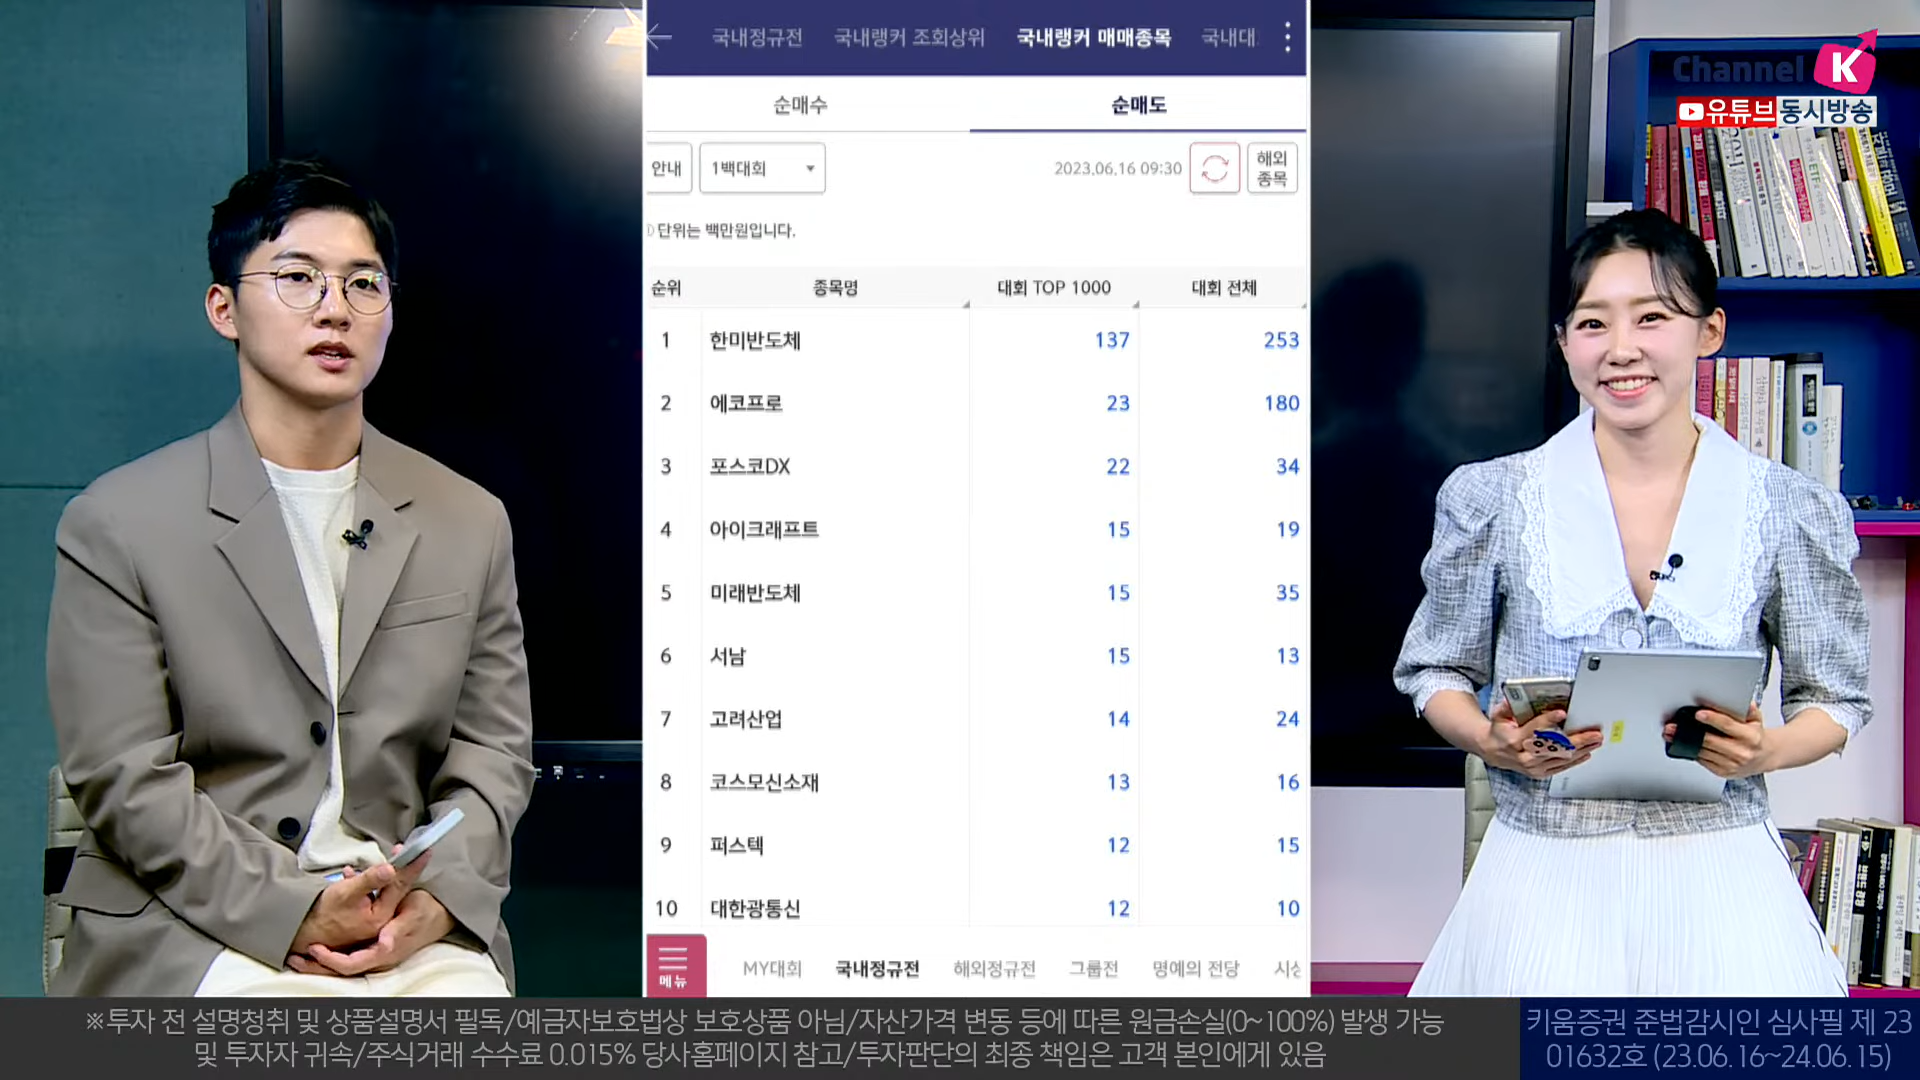 국내정규전 국내랭커 조회상위 국내랭커 매매종목 국내대
Channel K
유튜브 동시방송
순매수 순매도
안내 1백대회 2023.06.16 09:30 해외 종목
단위는 백만원입니다.
순위 종목명 대회 TOP 1000 대회 전체
1 한미반도체 137 253
2 에코프로 23 180
3 포스코DX 22 34
4 아이크래프트 15 19
5 미래반도체 15 35
6 서남 15 13
7 고려산업 14 24
8 코스모신소재 13 16
9 퍼스텍 12 15
10 대한광통신 12 10
메뉴 MY대회 국내정규전 해외정규전 그룹전 명예의 전당
※투자 전 설명청취 및 상품설명서 필독/예금자보호법상 보호상품 아님/자산가격 변동 등에 따른 원금손실(0~100%) 발생 가능
및 투자자 귀속/주식거래 수수료 0.015% 당사홈페이지 참고/투자판단의 최종 책임은 고객 본인에게 있음
키움증권 준법감시인 심사필 제 23
01632호 (23.06.16~24.06.15)